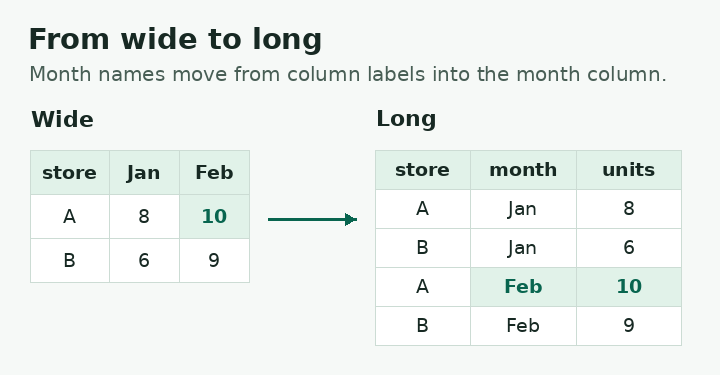 From wide to long
Month names move from column labels into the month column.
Wide
store Jan Feb
A 8 10
B 6 9
Long
store month units
A Jan 8
B Jan 6
A Feb 10
B Feb 9